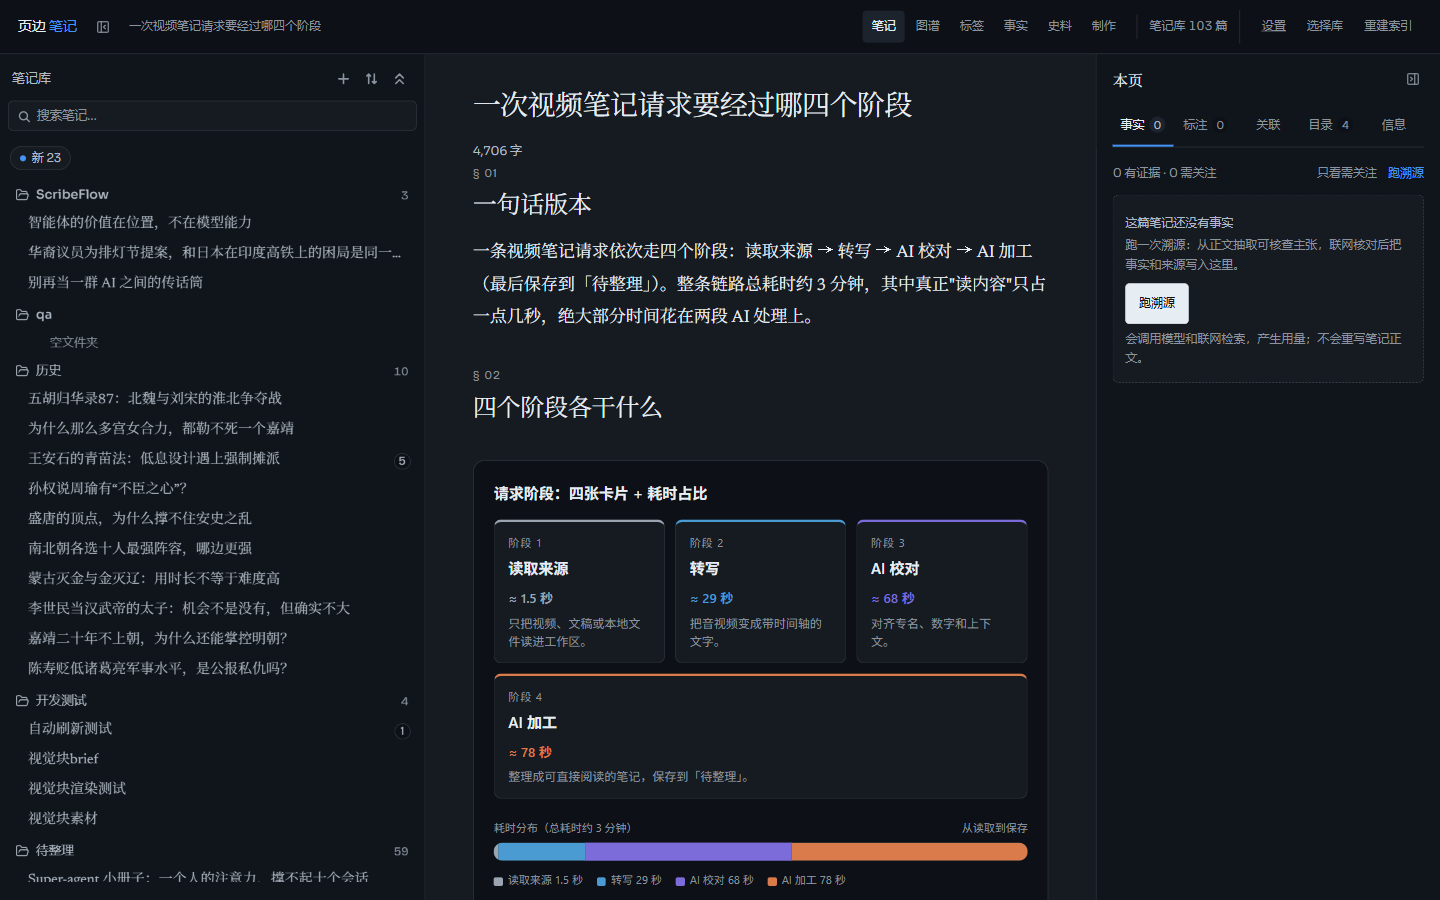 页边 笔记
一次视频笔记请求要经过哪四个阶段
笔记 图谱 标签 事实 史料 制作 笔记库 103 篇 设置 选择库 重建索引
笔记库
搜索笔记...
新 23
ScribeFlow 3
智能体的价值在位置，不在模型能力
华裔议员为排灯节提案，和日本在印度高铁上的困局是同一...
别再当一群 AI 之间的传话筒
qa
空文件夹
历史 10
五胡归华录87：北魏与刘宋的淮北争夺战
为什么那么多宫女合力，都勒不死一个嘉靖
王安石的青苗法：低息设计遇上强制摊派 5
孙权说周瑜有“不臣之心”？
盛唐的顶点，为什么撑不住安史之乱
南北朝各选十人最强阵容，哪边更强
蒙古灭金与金灭辽：用时长不等于难度高
李世民当汉武帝的太子：机会不是没有，但确实不大
嘉靖二十年不上朝，为什么还能掌控明朝？
陈寿贬低诸葛亮军事水平，是公报私仇吗？
开发测试 4
自动刷新测试 1
视觉块brief
视觉块渲染测试
视觉块素材
待整理 59
Super-agent 小册子：一个人的注意力，撑不起十个会话
一次视频笔记请求要经过哪四个阶段
4,706 字
§ 01
一句话版本
一条视频笔记请求依次走四个阶段：读取来源 → 转写 → AI 校对 → AI 加工
（最后保存到「待整理」）。整条链路总耗时约 3 分钟，其中真正"读内容"只占
一点几秒，绝大部分时间花在两段 AI 处理上。
§ 02
四个阶段各干什么
请求阶段：四张卡片 + 耗时占比
阶段 1
读取来源
≈ 1.5 秒
只把视频、文稿或本地文
件读进工作区。
阶段 2
转写
≈ 29 秒
把音视频变成带时间轴的
文字。
阶段 3
AI 校对
≈ 68 秒
对齐专名、数字和上下
文。
阶段 4
AI 加工
≈ 78 秒
整理成可直接阅读的笔记，保存到「待整理」。
耗时分布（总耗时约 3 分钟） 从读取到保存
读取来源 1.5 秒 转写 29 秒 AI 校对 68 秒 AI 加工 78 秒
本页
事实 0 标注 0 关联 目录 4 信息
0 有证据 · 0 需关注 只看需关注 跑溯源
这篇笔记还没有事实
跑一次溯源：从正文抽取可核查主张，联网核对后把
事实和来源写入这里。
跑溯源
会调用模型和联网检索，产生用量；不会重写笔记正
文。